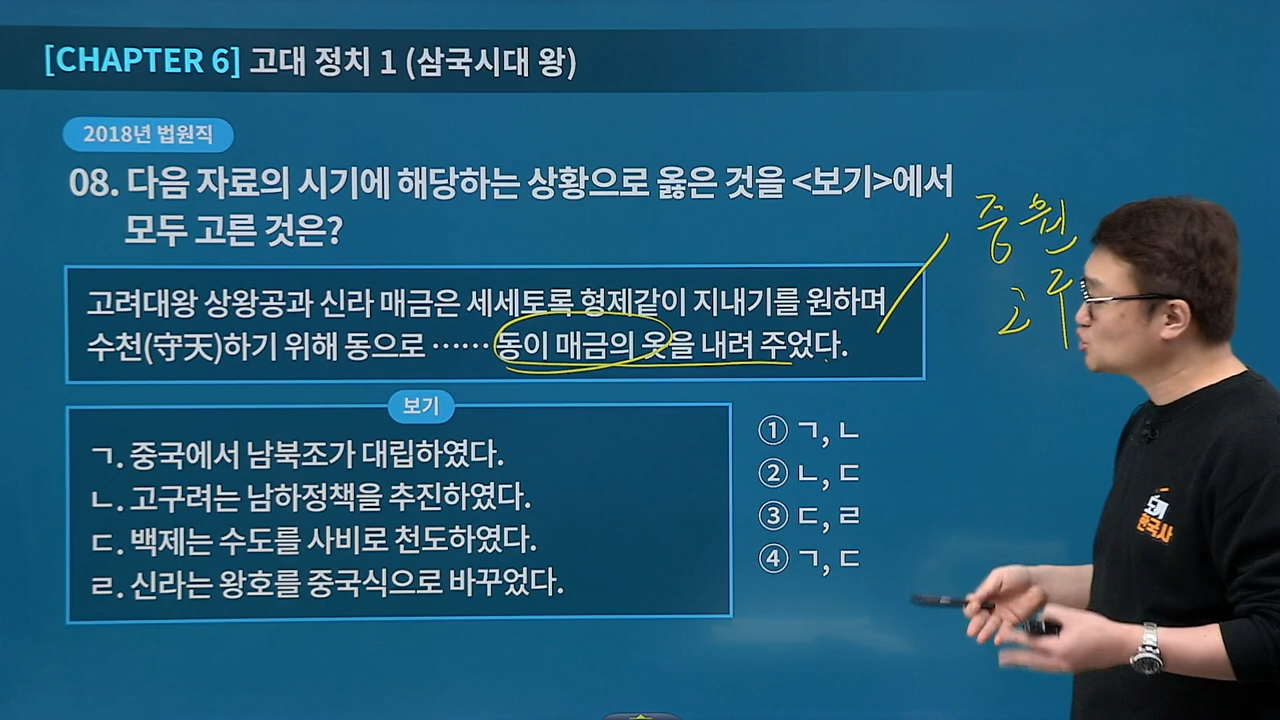 [CHAPTER 6] 고대 정치 1 (삼국시대 왕)
2018년 법원직
08. 다음 자료의 시기에 해당하는 상황으로 옳은 것을 <보기>에서
모두 고른 것은?
고려대왕 상왕공과 신라 매금은 세세토록 형제같이 지내기를 원하며
수천(守天)하기 위해 동으로 ⋯⋯ 동이 매금의 옷을 내려 주었다.
중원
고
보기
ㄱ. 중국에서 남북조가 대립하였다.
ㄴ. 고구려는 남하정책을 추진하였다.
ㄷ. 백제는 수도를 사비로 천도하였다.
ㄹ. 신라는 왕호를 중국식으로 바꾸었다.
① ㄱ, ㄴ
② ㄴ, ㄷ
③ ㄷ, ㄹ
④ ㄱ, ㄷ
한국사